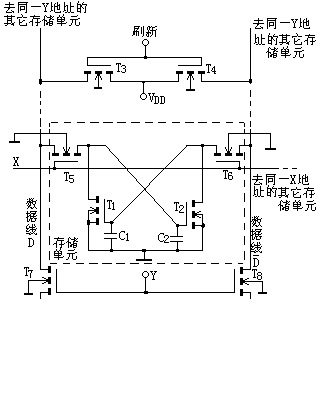 去同一Y地址的
其它存储单元
去同一Y地
址的其它存
储单元
刷新
T3
T4
VDD
X
T5
T6
去同一X地
址的其它存
储单元
数据线D
T1
T2
C1
C2
存储
单元
数据线D̅
T7
Y
T8